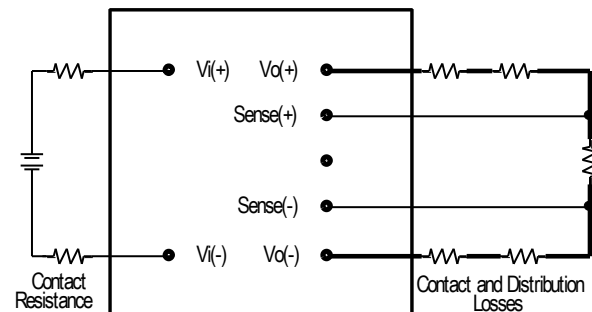 Vi(+) Vo(+)
Sense(+)
Sense(-)
Vi(-) Vo(-)
Contact
Resistance
Contact and Distribution
Losses